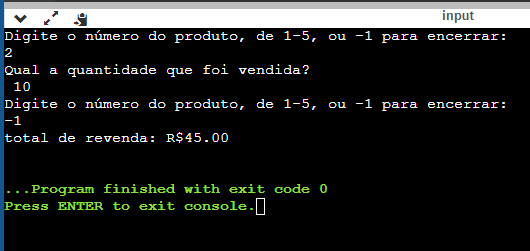 input
Digite o número do produto, de 1-5, ou -1 para encerrar:
2
Qual a quantidade que foi vendida?
10
Digite o número do produto, de 1-5, ou -1 para encerrar:
-1
total de revenda: R$45.00
...Program finished with exit code 0
Press ENTER to exit console.